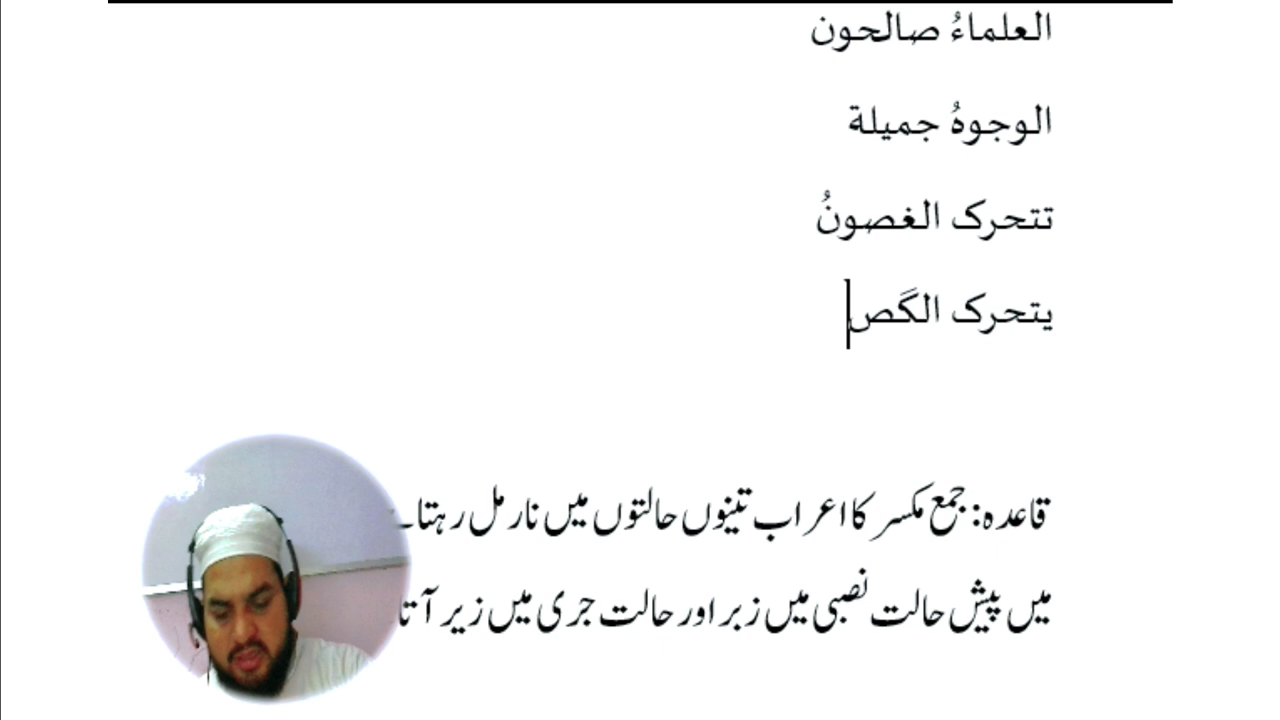 العلماءُ صالحون
الوجوهُ جميلة
تتحرک الغصونُ
یتحرک الگص
قاعدہ: جمع مکسر کا اعراب تینوں حالتوں میں نارمل رہتا
میں پیش حالت نصبی میں زبر اور حالت جری میں زیر آتا